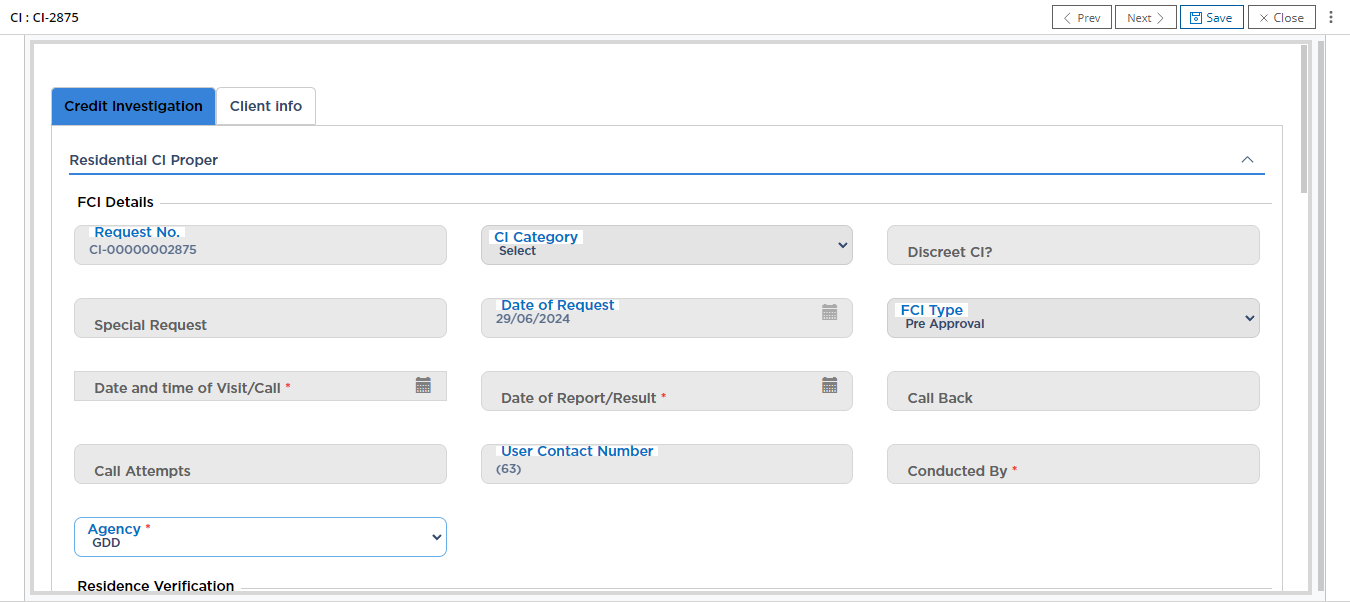 CI : CI-2875
Prev
Next
Save
Close
Credit Investigation
Client info
Residential CI Proper
FCI Details
Request No.
CI-00000002875
CI Category
Select
Discreet CI?
Special Request
Date of Request
29/06/2024
FCI Type
Pre Approval
Date and time of Visit/Call *
Date of Report/Result *
Call Back
Call Attempts
User Contact Number
(63)
Conducted By *
Agency *
GDD
Residence Verification